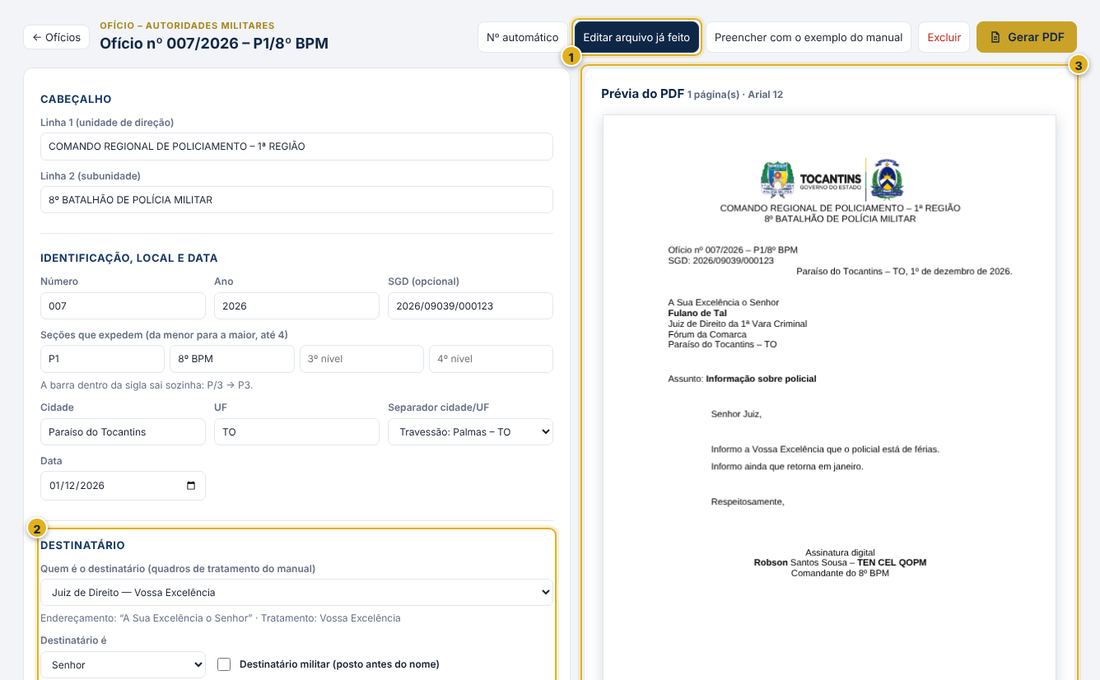 ← Ofícios
OFÍCIO – AUTORIDADES MILITARES
Ofício nº 007/2026 – P1/8º BPM
Nº automático
Editar arquivo já feito
Preencher com o exemplo do manual
Excluir
Gerar PDF
1
3
CABEÇALHO
Linha 1 (unidade de direção)
COMANDO REGIONAL DE POLICIAMENTO – 1ª REGIÃO
Linha 2 (subunidade)
8º BATALHÃO DE POLÍCIA MILITAR
IDENTIFICAÇÃO, LOCAL E DATA
Número
Ano
SGD (opcional)
007
2026
2026/09039/000123
Seções que expedem (da menor para a maior, até 4)
P1
8º BPM
3º nível
4º nível
A barra dentro da sigla sai sozinha: P/3 → P3.
Cidade
UF
Separador cidade/UF
Paraíso do Tocantins
TO
Travessão: Palmas – TO
Data
01/12/2026
2
DESTINATÁRIO
Quem é o destinatário (quadros de tratamento do manual)
Juiz de Direito — Vossa Excelência
Endereçamento: “A Sua Excelência o Senhor” · Tratamento: Vossa Excelência
Destinatário é
Senhor
Destinatário militar (posto antes do nome)
Prévia do PDF 1 página(s) · Arial 12
TOCANTINS
GOVERNO DO ESTADO
COMANDO REGIONAL DE POLICIAMENTO – 1ª REGIÃO
8º BATALHÃO DE POLÍCIA MILITAR
Ofício nº 007/2026 – P1/8º BPM
SGD: 2026/09039/000123
Paraíso do Tocantins – TO, 1º de dezembro de 2026.
A Sua Excelência o Senhor
Fulano de Tal
Juiz de Direito da 1ª Vara Criminal
Fórum da Comarca
Paraíso do Tocantins – TO
Assunto: Informação sobre policial
Senhor Juiz,
Informo a Vossa Excelência que o policial está de férias.
Informo ainda que retorna em janeiro.
Respeitosamente,
Assinatura digital
Robson Santos Sousa – TEN CEL QOPM
Comandante do 8º BPM